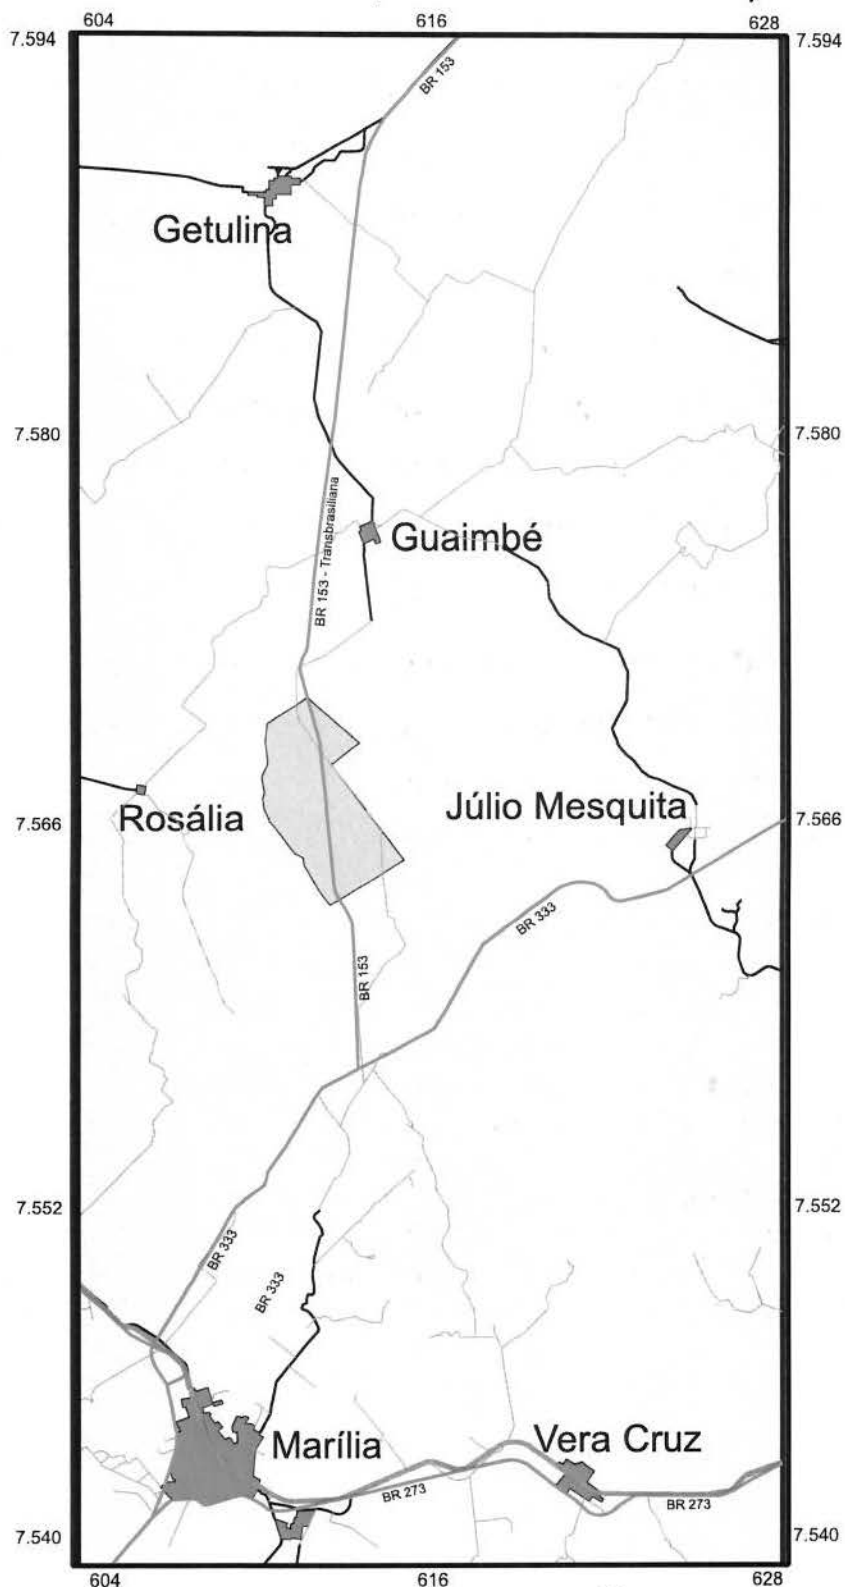 604 616 628
7.594 7.594
BR 153
Getulina
7.580 7.580
BR 153 - Transbrasiliana
Guaimbé
Júlio Mesquita
Rosália
7.566 7.566
BR 333
BR 153
7.552 7.552
BR 333
BR 333
Marília
Vera Cruz
BR 273
BR 273
7.540 7.540
604 616 628